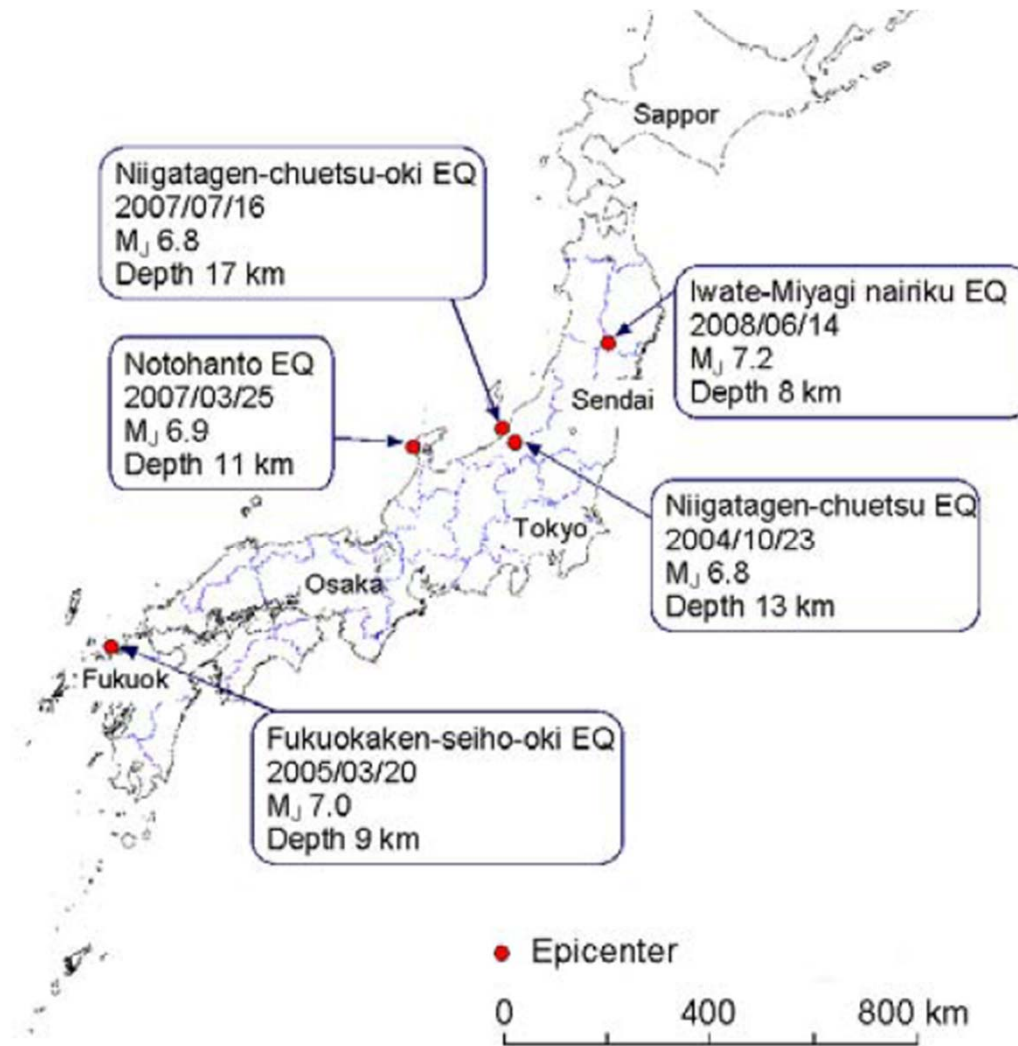 Sappor
Niigatagen-chuetsu-oki EQ
2007/07/16
MJ 6.8
Depth 17 km
Iwate-Miyagi nairiku EQ
2008/06/14
MJ 7.2
Depth 8 km
Notohanto EQ
2007/03/25
MJ 6.9
Depth 11 km
Sendai
Niigatagen-chuetsu EQ
2004/10/23
MJ 6.8
Depth 13 km
Tokyo
Osaka
Fukuok
Fukuokaken-seiho-oki EQ
2005/03/20
MJ 7.0
Depth 9 km
Epicenter
0 400 800 km